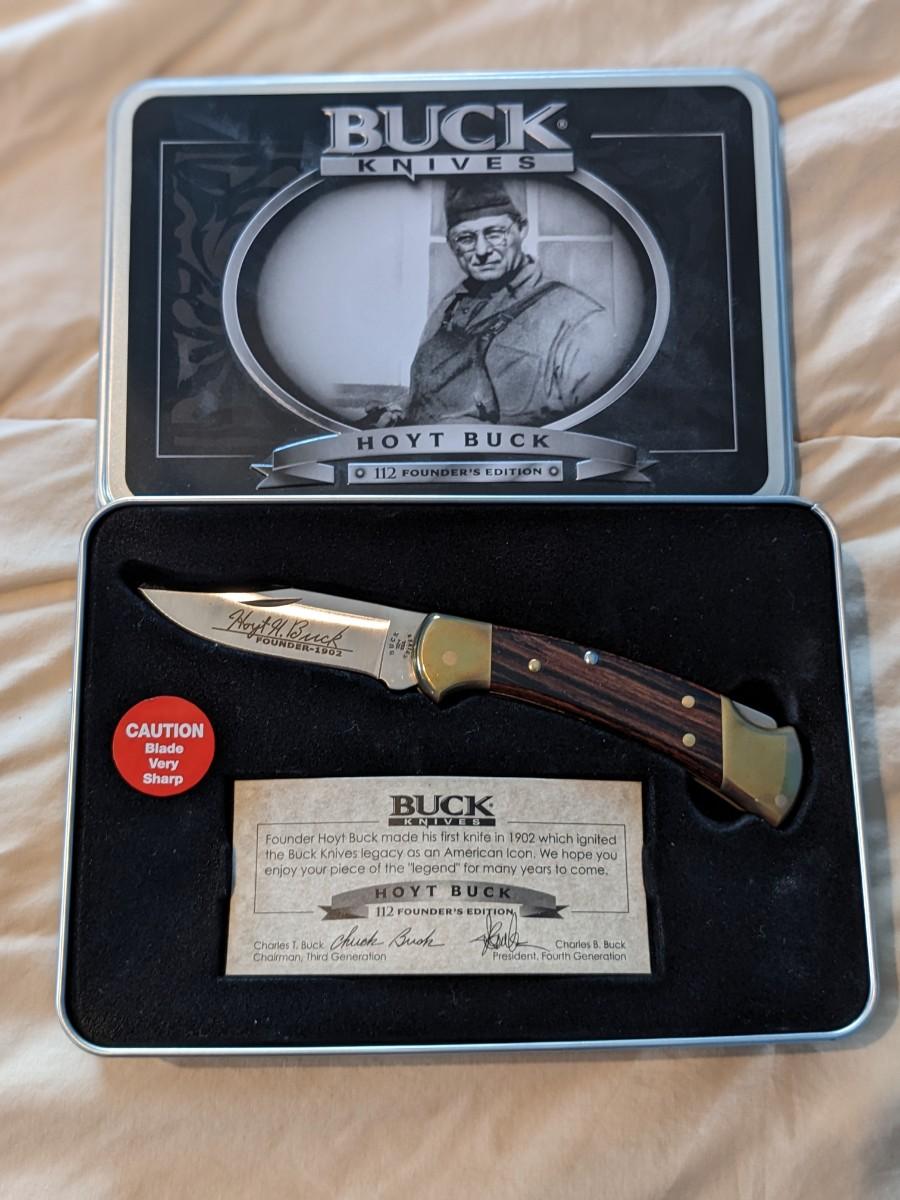 BUCK®
KNIVES
HOYT BUCK
112 FOUNDER'S EDITION
Hoyt H. Buck
FOUNDER-1902
BUCK
CAUTION
Blade
Very
Sharp
BUCK®
KNIVES
Founder Hoyt Buck made his first knife in 1902 which ignited
the Buck Knives legacy as an American Icon. We hope you
enjoy your piece of the "legend" for many years to come.
HOYT BUCK
112 FOUNDER'S EDITION
Charles T. Buck Chuck Buck Charles B. Buck
Chairman, Third Generation President, Fourth Generation